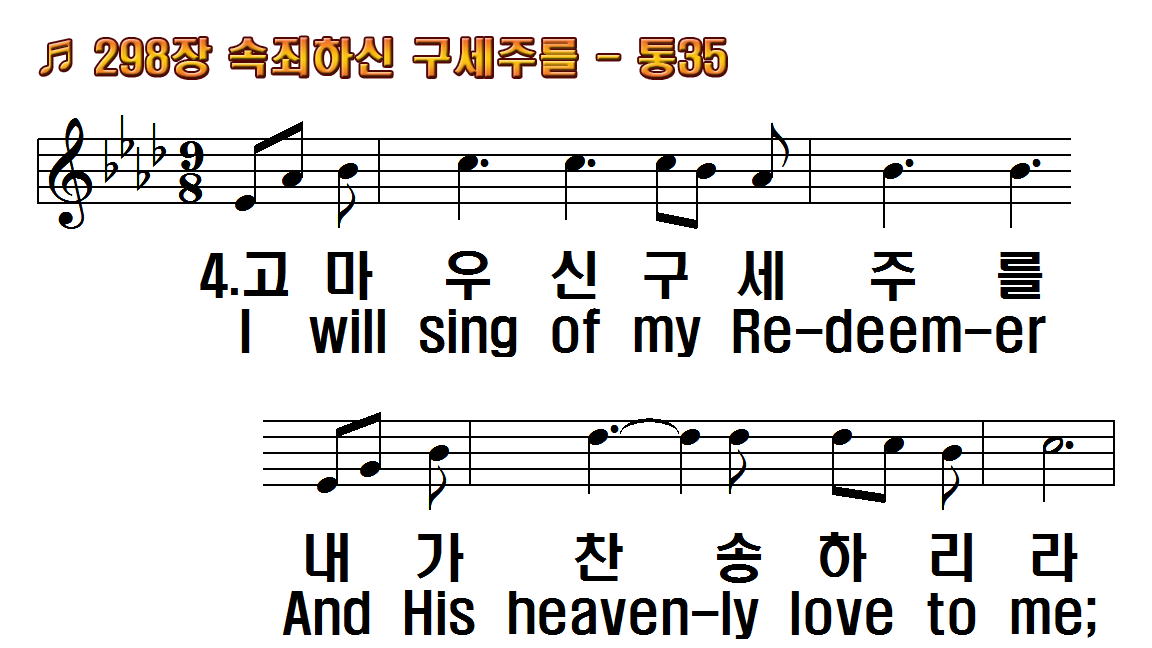 ♬ 298장 속죄하신 구세주를 - 통35
9
8
4.고 마 우 신 구 세 주 를
I will sing of my Re-deem-er
내 가 찬 송 하 리 라
And His heaven-ly love to me;